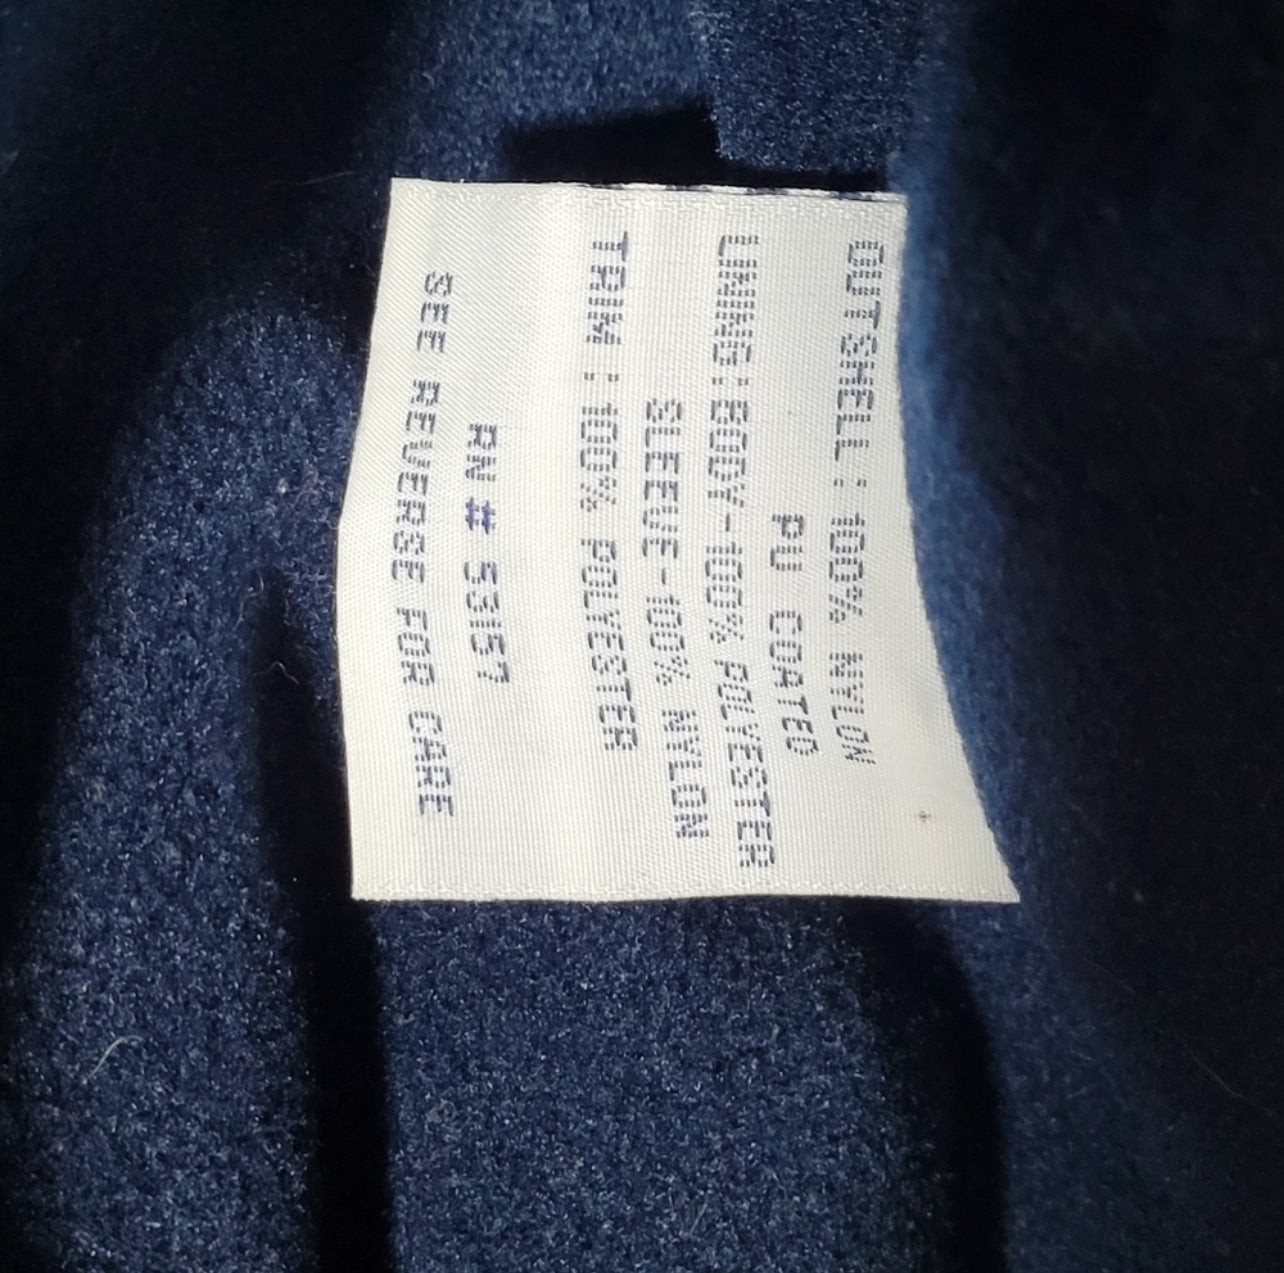 OUTSHELL : 100% NYLON
PU COATED
LINING : BODY-100% POLYESTER
SLEEVE-100% NYLON
TRIM : 100% POLYESTER
RN # 53157
SEE REVERSE FOR CARE